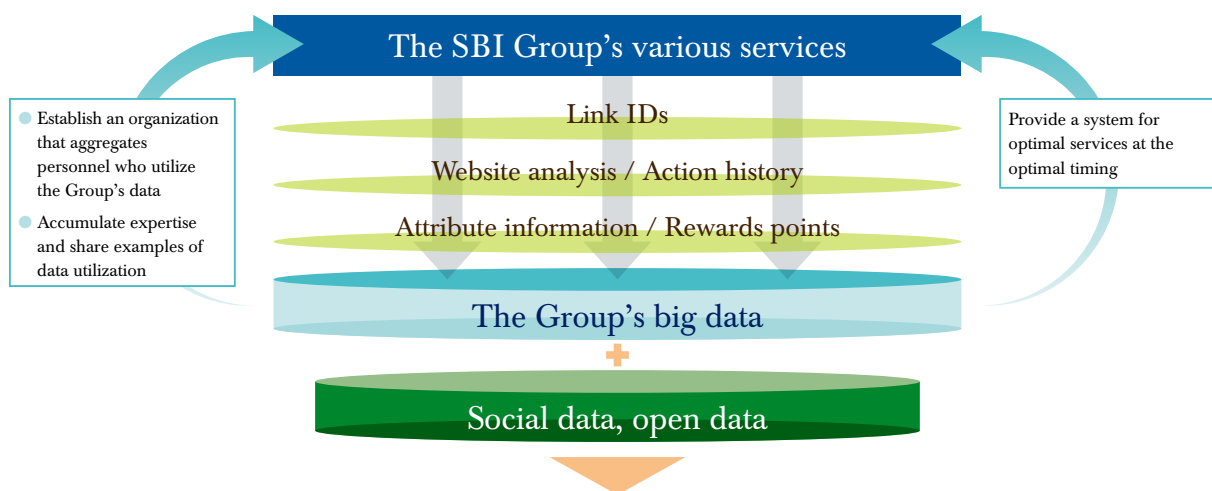 The SBI Group’s various services
Establish an organization
that aggregates
personnel who utilize
the Group’s data
Accumulate expertise
and share examples of
data utilization
Link IDs
Website analysis / Action history
Attribute information / Rewards points
Provide a system for
optimal services at the
optimal timing
The Group’s big data
Social data, open data